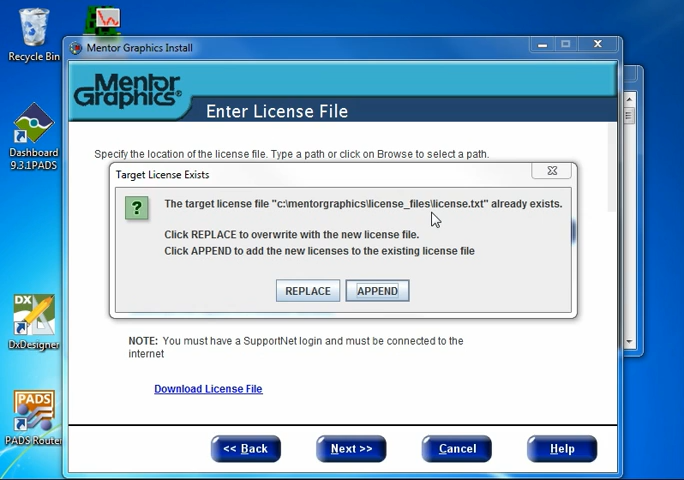 Recycle Bin
Mentor Graphics Install
Mentor
Graphics®
Enter License File
Dashboard
9.3.1PADS
Specify the location of the license file. Type a path or click on Browse to select a path.
Target License Exists
The target license file "c:\mentorgraphics\license_files\license.txt" already exists.
Click REPLACE to overwrite with the new license file.
Click APPEND to add the new licenses to the existing license file
REPLACE
APPEND
DX
DxDesigner
NOTE: You must have a SupportNet login and must be connected to the
internet
Download License File
PADS
PADS Router
<< Back
Next >>
Cancel
Help